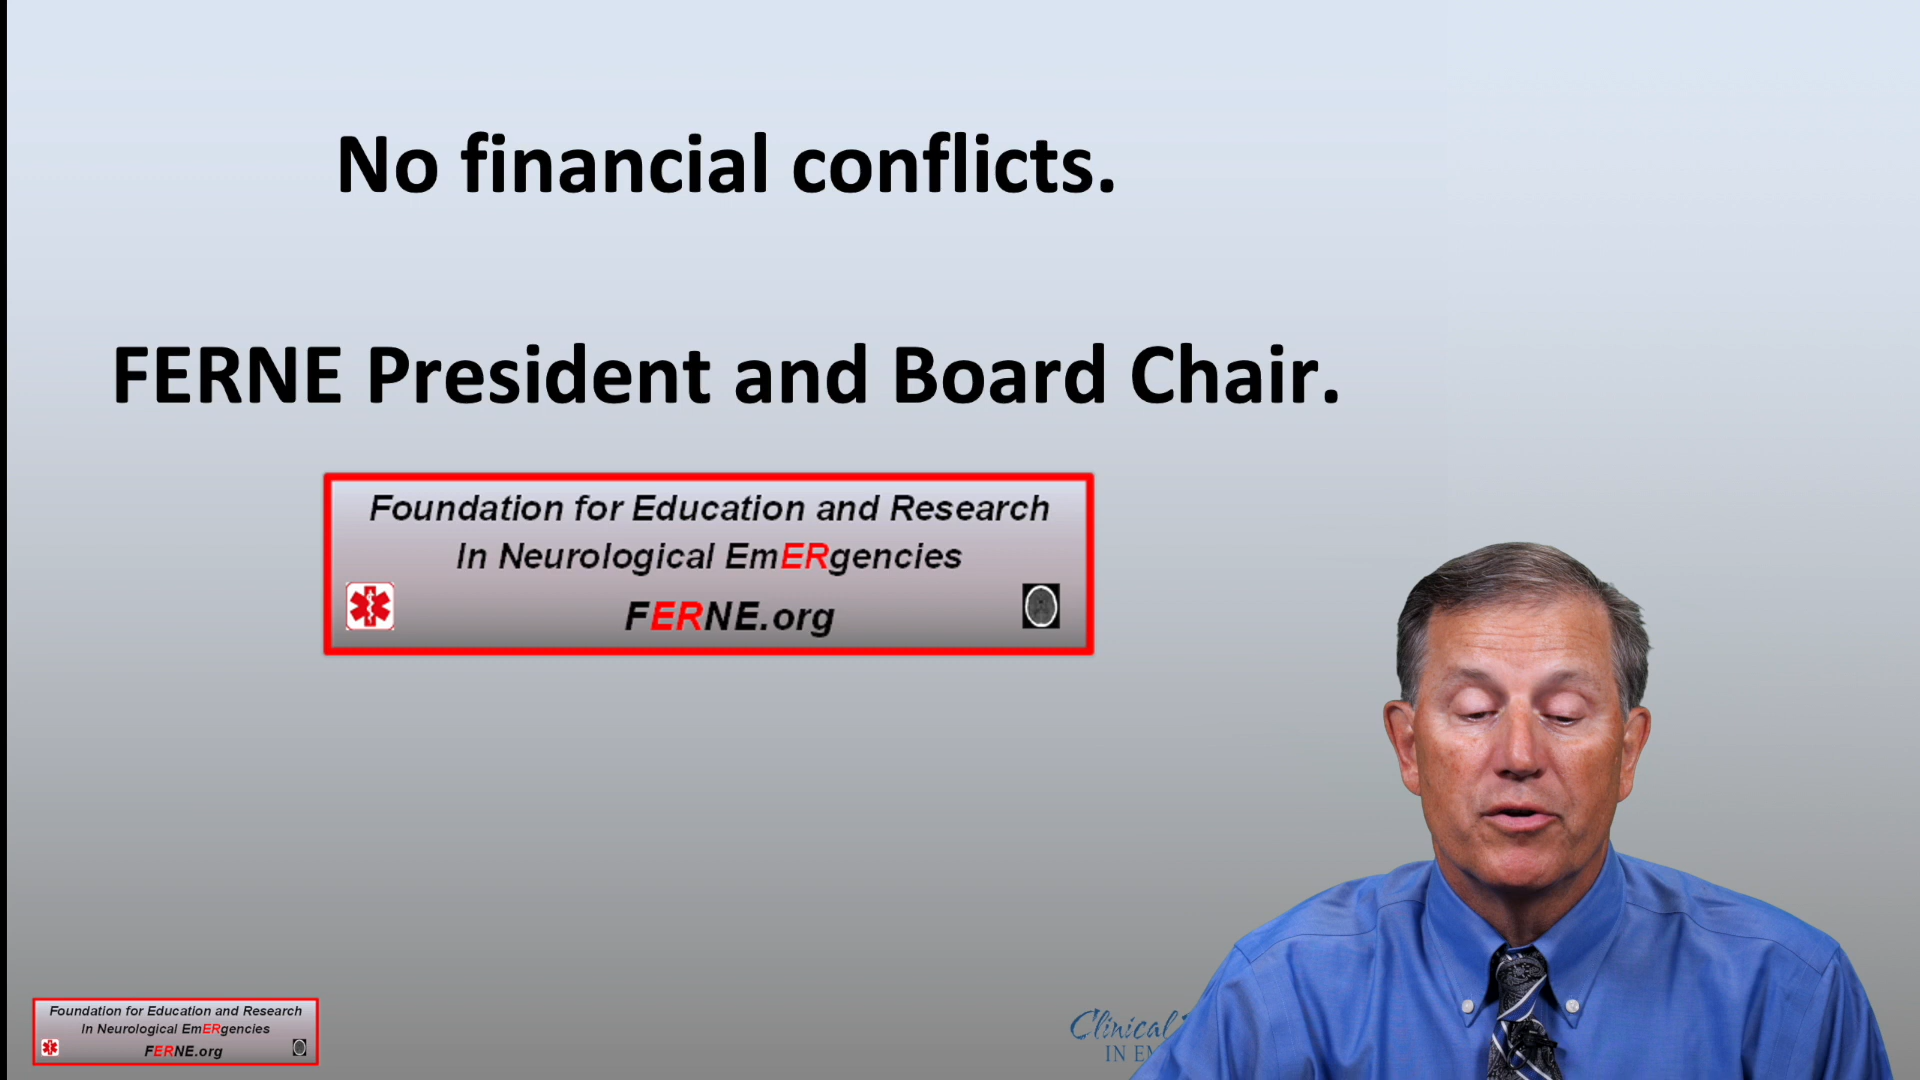 No financial conflicts.
FERNE President and Board Chair.
Foundation for Education and Research
In Neurological EmERgencies
FERNE.org
Foundation for Education and Research
In Neurological EmERgencies
FERNE.org
Clinical
IN